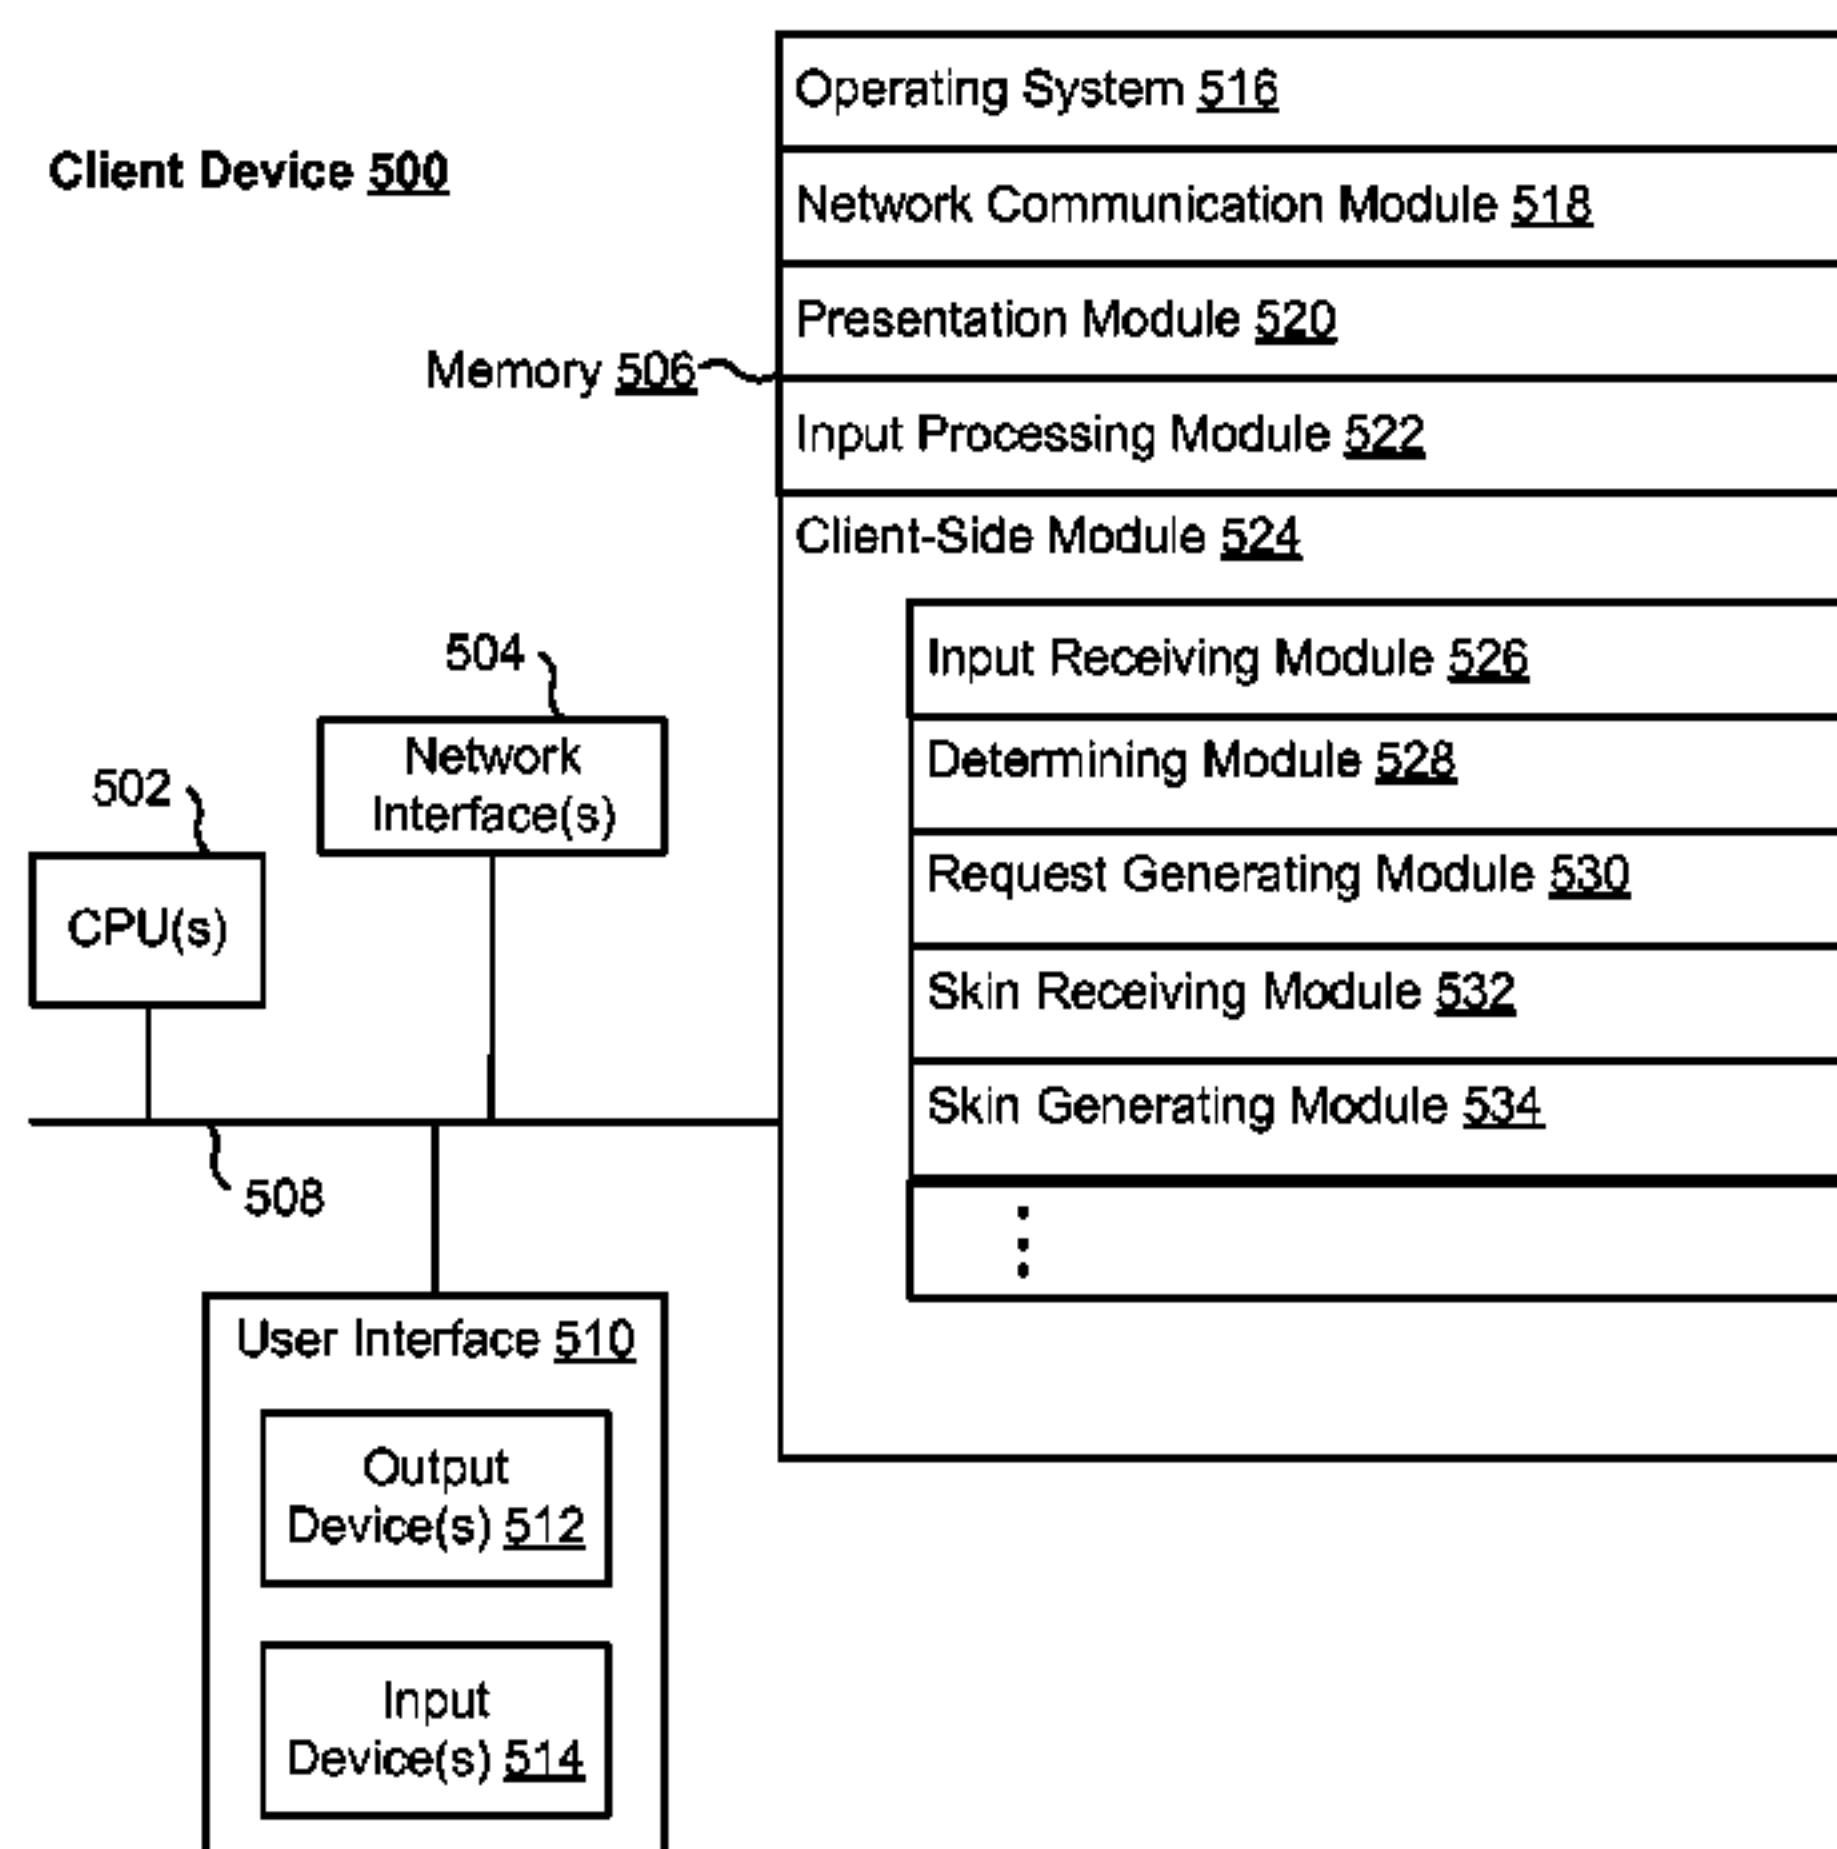 Client Device 500
Operating System 516
Network Communication Module 518
Presentation Module 520
Memory 506
Input Processing Module 522
Client-Side Module 524
Input Receiving Module 526
Determining Module 528
Request Generating Module 530
Skin Receiving Module 532
Skin Generating Module 534
504
Network
Interface(s)
502
CPU(s)
508
User Interface 510
Output
Device(s) 512
Input
Device(s) 514